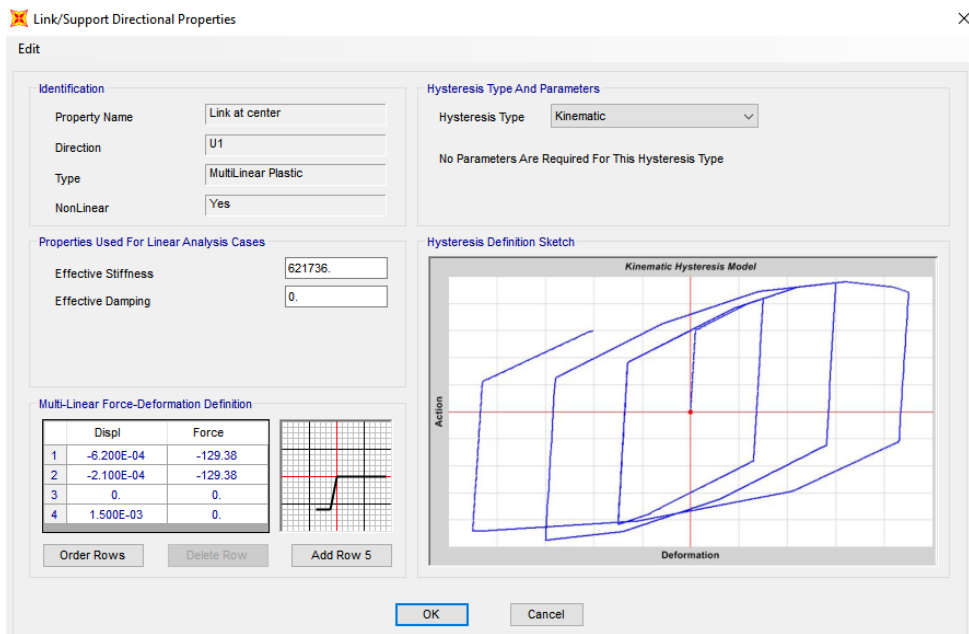 Link/Support Directional Properties
Edit
Identification
Property Name Link at center
Direction U1
Type MultiLinear Plastic
NonLinear Yes
Hysteresis Type And Parameters
Hysteresis Type Kinematic
No Parameters Are Required For This Hysteresis Type
Properties Used For Linear Analysis Cases
Effective Stiffness 621736.
Effective Damping 0.
Hysteresis Definition Sketch
Kinematic Hysteresis Model
Action
Deformation
Multi-Linear Force-Deformation Definition
Displ Force
1 -6.200E-04 -129.38
2 -2.100E-04 -129.38
3 0. 0.
4 1.500E-03 0.
Order Rows Delete Row Add Row 5
OK Cancel